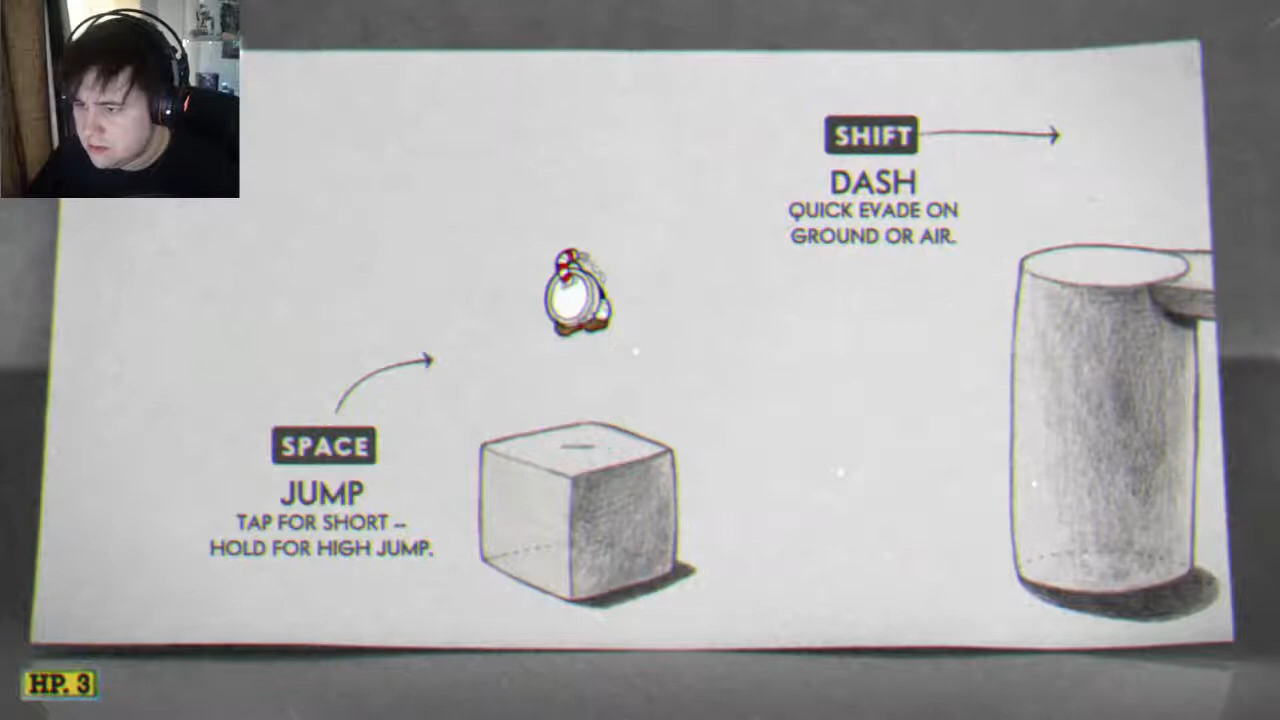 SHIFT
DASH
QUICK EVADE ON
GROUND OR AIR.
SPACE
JUMP
TAP FOR SHORT –
HOLD FOR HIGH JUMP.
HP. 3